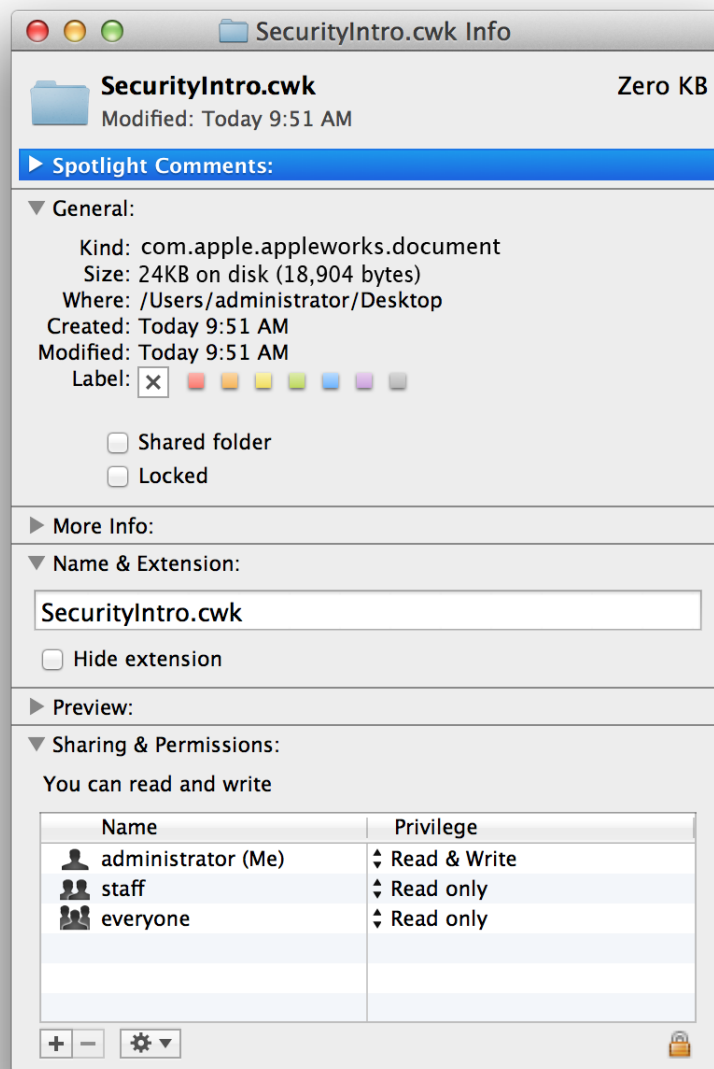 SecurityIntro.cwk Info
SecurityIntro.cwk Zero KB
Modified: Today 9:51 AM
Spotlight Comments:
General:
Kind: com.apple.appleworks.document
Size: 24KB on disk (18,904 bytes)
Where: /Users/administrator/Desktop
Created: Today 9:51 AM
Modified: Today 9:51 AM
Label:
Shared folder
Locked
More Info:
Name & Extension:
SecurityIntro.cwk
Hide extension
Preview:
Sharing & Permissions:
You can read and write
Name Privilege
administrator (Me) Read & Write
staff Read only
everyone Read only